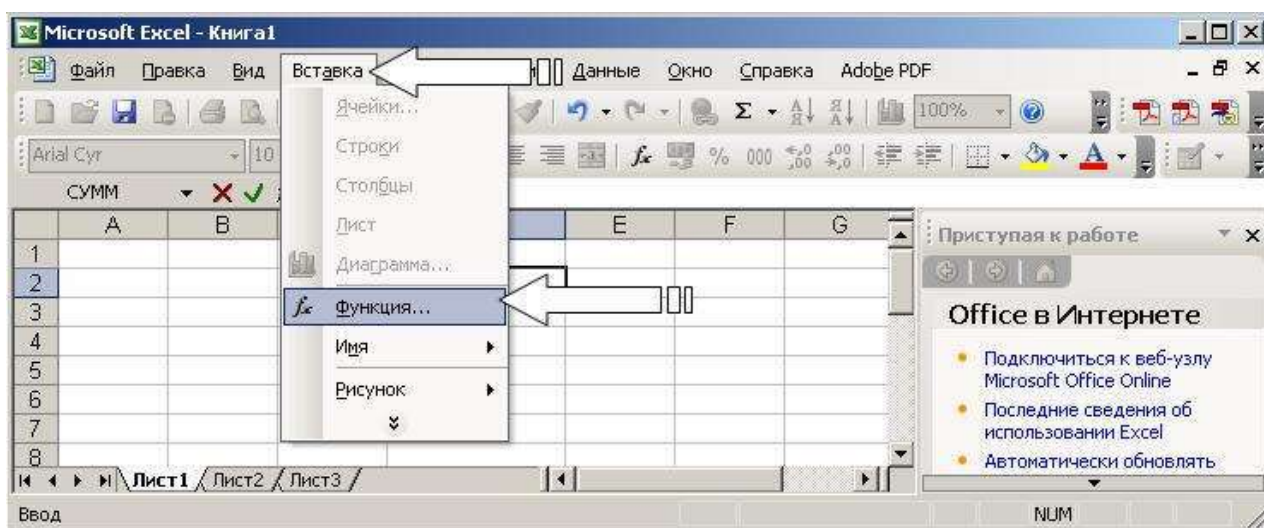 Microsoft Excel - Книга1
Файл Правка Вид Вставка Данные Окно Справка Adobe PDF
Ячейки...
Строки
Столбцы
Лист
Диаграмма...
Функция...
Имя
Рисунок
Σ 100%
Arial Cyr 10 fx % 000
СУММ
A B E F G
1
2
3
4
5
6
7
8
Приступая к работе
Office в Интернете
Подключиться к веб-узлу
Microsoft Office Online
Последние сведения об
использовании Excel
Автоматически обновлять
Лист1 Лист2 Лист3
Ввод NUM